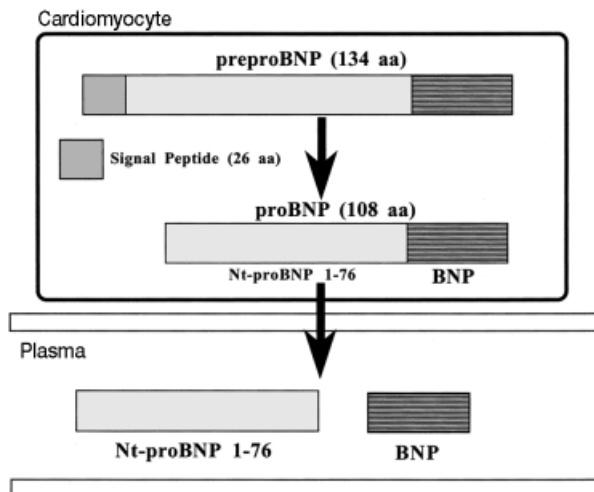 Cardiomyocyte
preproBNP (134 aa)
Signal Peptide (26 aa)
proBNP (108 aa)
Nt-proBNP 1-76 BNP
Plasma
Nt-proBNP 1-76 BNP